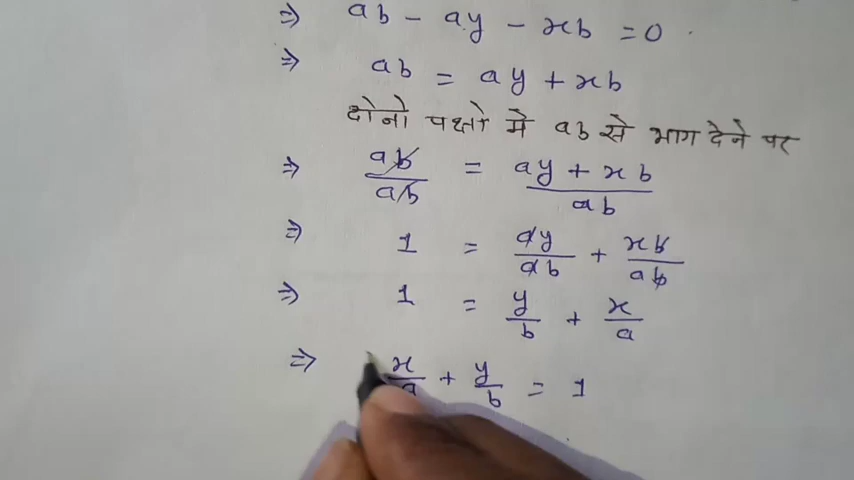 ⇒ ab - ay - xb = 0 .
⇒ ab = ay + xb
दोनो पक्षो मे ab से भाग देने पर
⇒ ab/ab = ay + xb/ab
⇒ 1 = ay/ab + xb/ab
⇒ 1 = y/b + x/a
⇒ x/a + y/b = 1